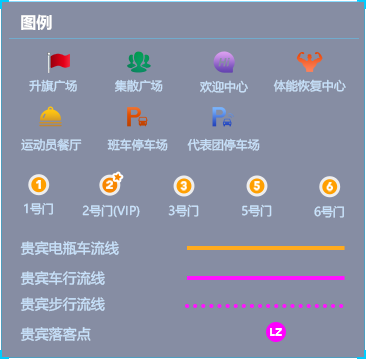 图例
升旗广场 集散广场 欢迎中心 体能恢复中心
P P
运动员餐厅 班车停车场 代表团停车场
1 2 3 5 6
1号门 2号门(VIP) 3号门 5号门 6号门
贵宾电瓶车流线
贵宾车行流线
贵宾步行流线
贵宾落客点 LZ